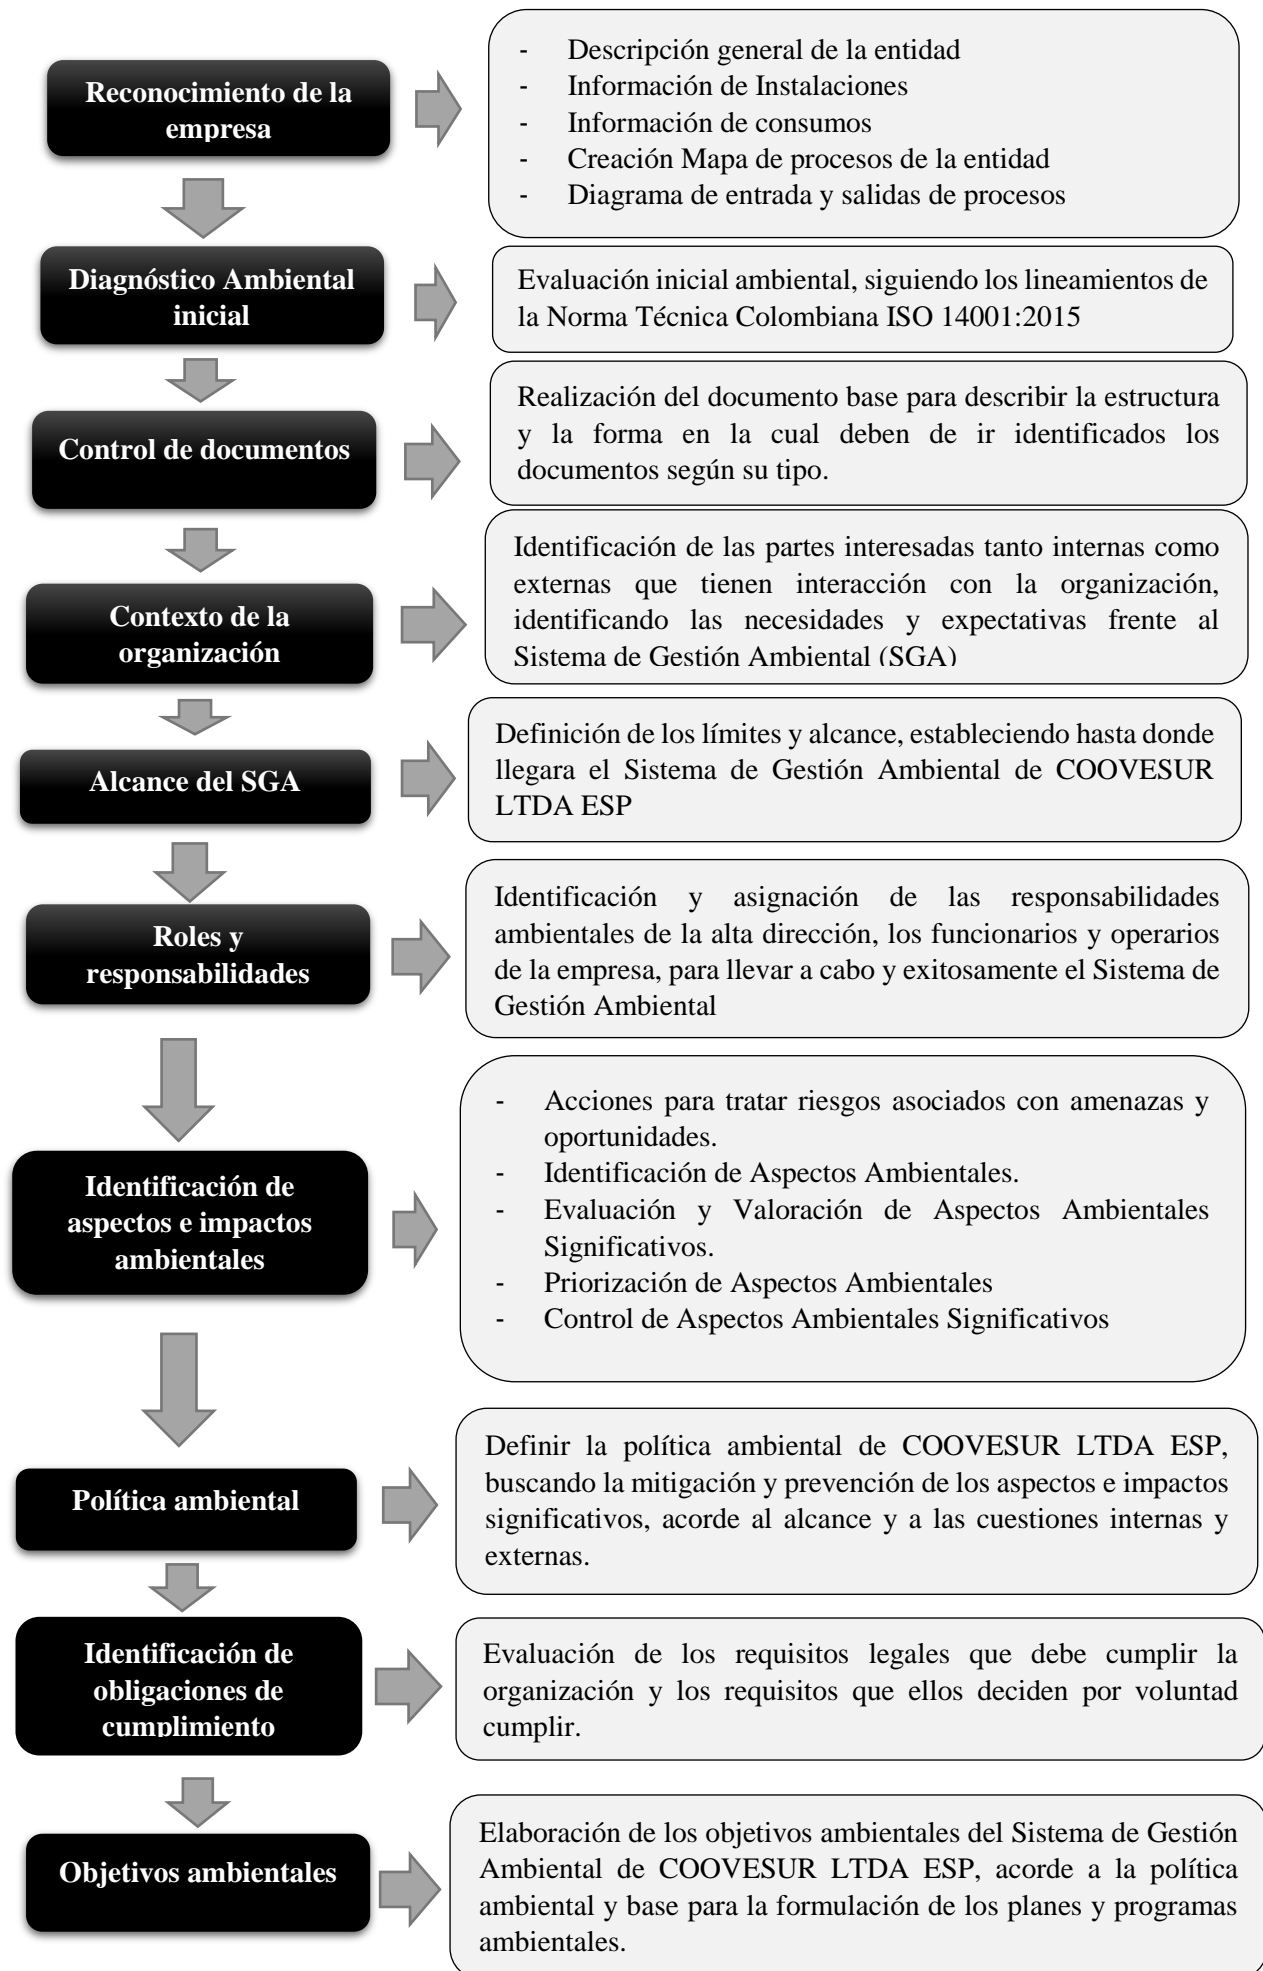 Reconocimiento de la
empresa
- Descripción general de la entidad
- Información de Instalaciones
- Información de consumos
- Creación Mapa de procesos de la entidad
- Diagrama de entrada y salidas de procesos
Diagnóstico Ambiental
inicial
Evaluación inicial ambiental, siguiendo los lineamientos de
la Norma Técnica Colombiana ISO 14001:2015
Control de documentos
Realización del documento base para describir la estructura
y la forma en la cual deben de ir identificados los
documentos según su tipo.
Contexto de la
organización
Identificación de las partes interesadas tanto internas como
externas que tienen interacción con la organización,
identificando las necesidades y expectativas frente al
Sistema de Gestión Ambiental (SGA)
Alcance del SGA
Definición de los límites y alcance, estableciendo hasta donde
llegara el Sistema de Gestión Ambiental de COOVESUR
LTDA ESP
Roles y
responsabilidades
Identificación y asignación de las responsabilidades
ambientales de la alta dirección, los funcionarios y operarios
de la empresa, para llevar a cabo y exitosamente el Sistema de
Gestión Ambiental
Identificación de
aspectos e impactos
ambientales
- Acciones para tratar riesgos asociados con amenazas y
oportunidades.
- Identificación de Aspectos Ambientales.
- Evaluación y Valoración de Aspectos Ambientales
Significativos.
- Priorización de Aspectos Ambientales
- Control de Aspectos Ambientales Significativos
Política ambiental
Definir la política ambiental de COOVESUR LTDA ESP,
buscando la mitigación y prevención de los aspectos e impactos
significativos, acorde al alcance y a las cuestiones internas y
externas.
Identificación de
obligaciones de
cumplimiento
Evaluación de los requisitos legales que debe cumplir la
organización y los requisitos que ellos deciden por voluntad
cumplir.
Objetivos ambientales
Elaboración de los objetivos ambientales del Sistema de Gestión
Ambiental de COOVESUR LTDA ESP, acorde a la política
ambiental y base para la formulación de los planes y programas
ambientales.